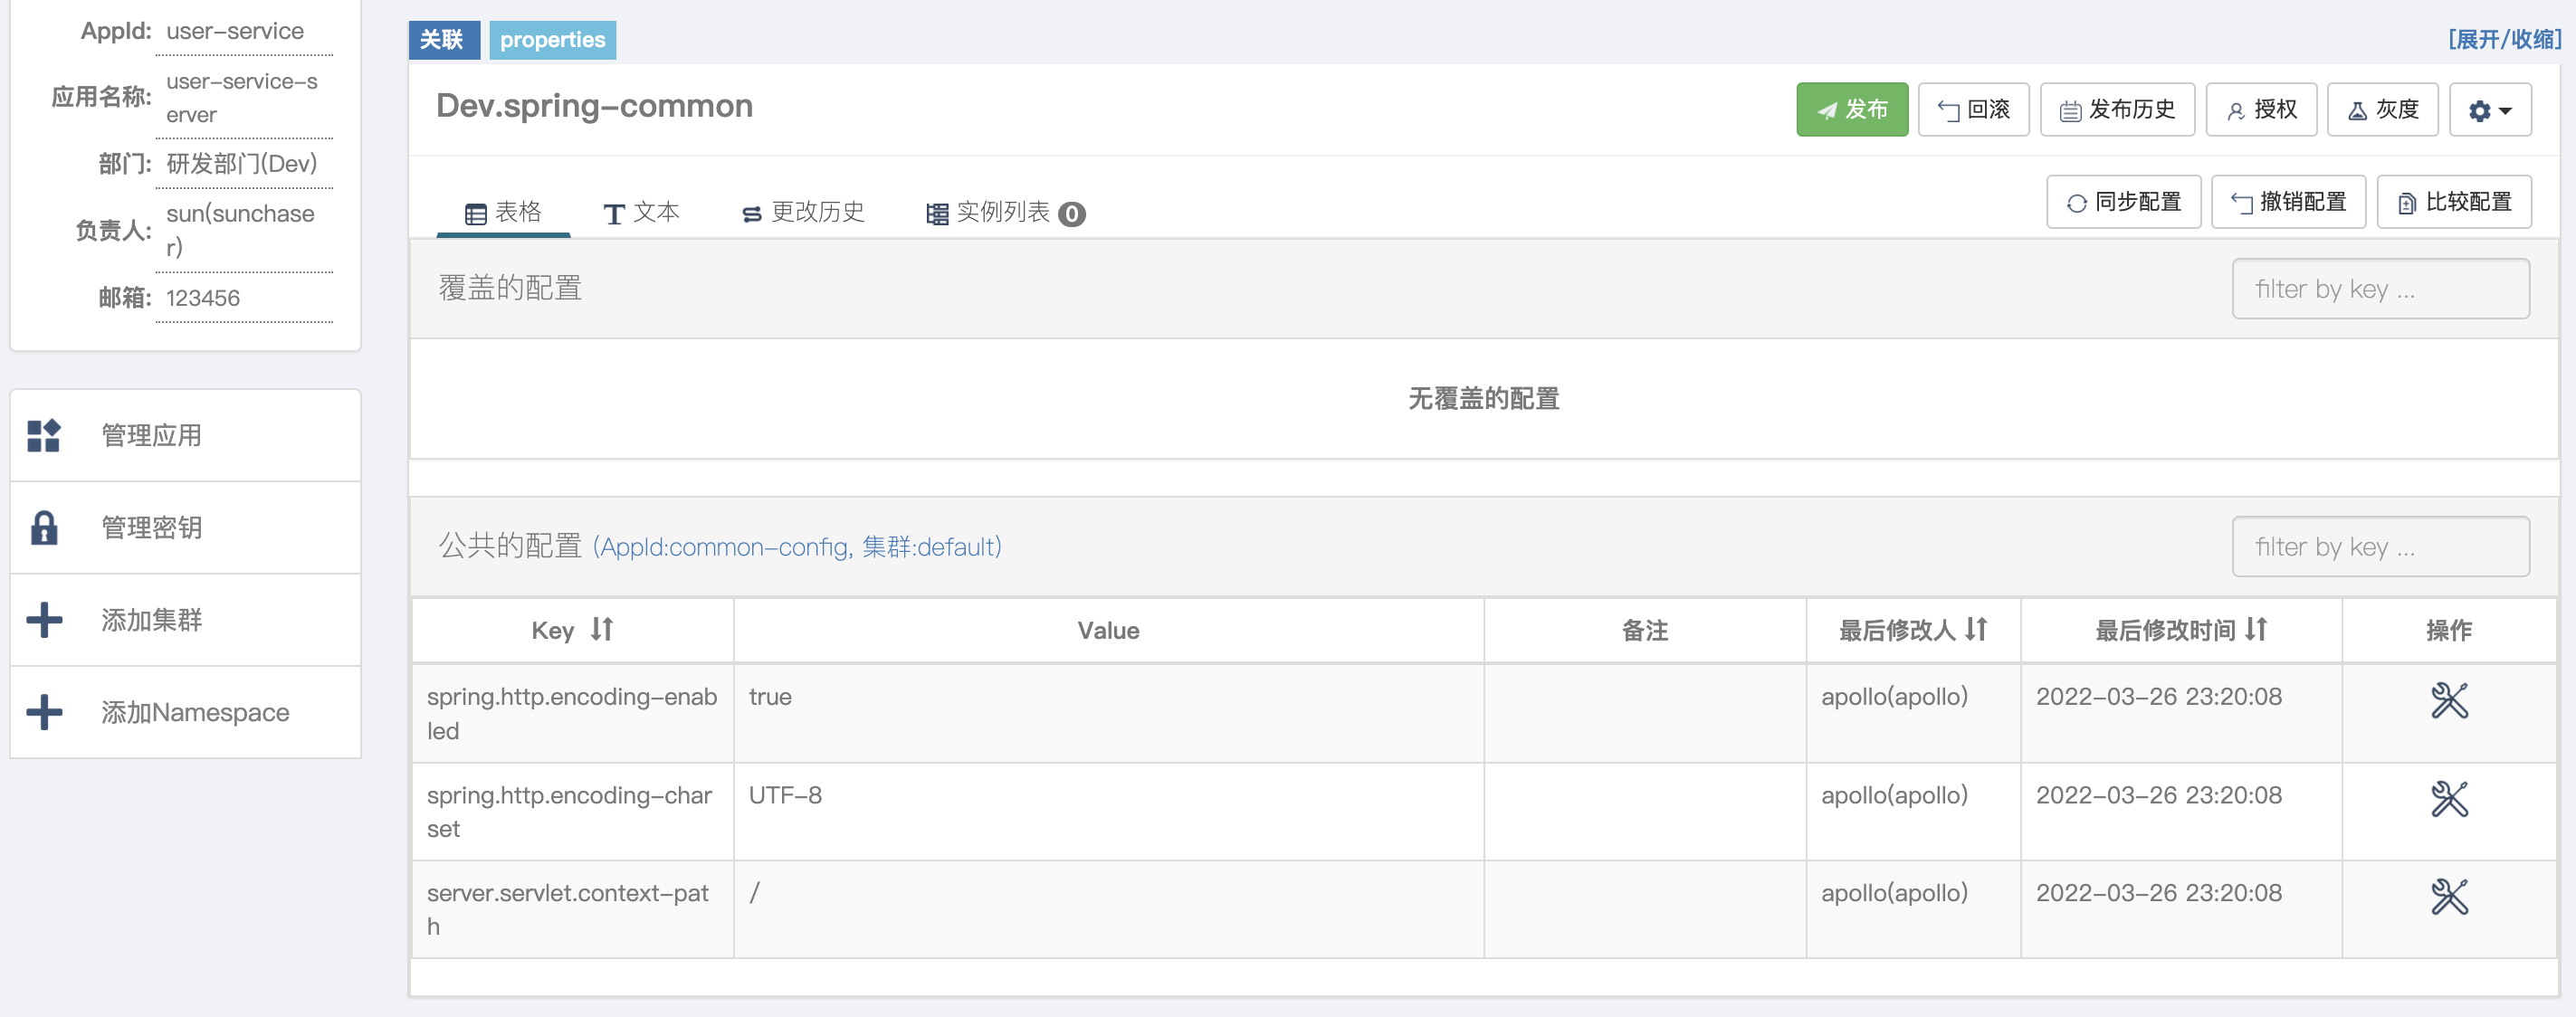 AppId: user-service
应用名称: user-service-s
erver
部门: 研发部门(Dev)
负责人: sun(sunchase
r)
邮箱: 123456
管理应用
管理密钥
添加集群
添加Namespace
关联 properties [展开/收缩]
Dev.spring-common 发布 回滚 发布历史 授权 灰度
表格 文本 更改历史 实例列表 0 同步配置 撤销配置 比较配置
覆盖的配置 filter by key ...
无覆盖的配置
公共的配置 (AppId:common-config, 集群:default) filter by key ...
Key Value 备注 最后修改人 最后修改时间 操作
spring.http.encoding-enab true apollo(apollo) 2022-03-26 23:20:08
led
spring.http.encoding-char UTF-8 apollo(apollo) 2022-03-26 23:20:08
set
server.servlet.context-pat / apollo(apollo) 2022-03-26 23:20:08
h